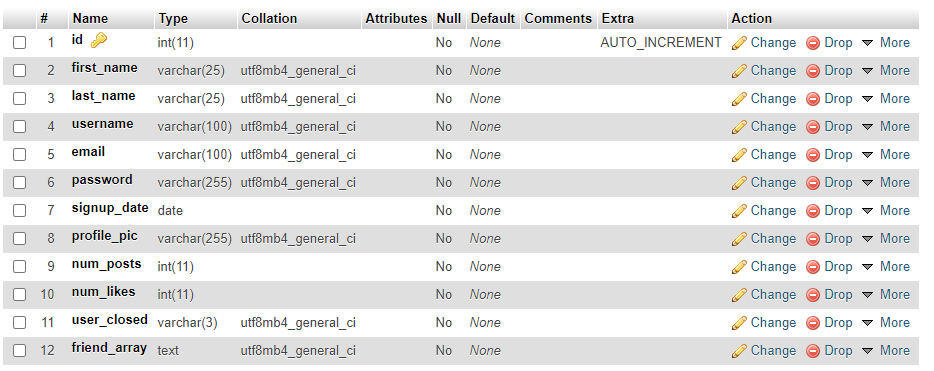 # Name Type Collation Attributes Null Default Comments Extra Action
1 id int(11) No None AUTO_INCREMENT Change Drop More
2 first_name varchar(25) utf8mb4_general_ci No None Change Drop More
3 last_name varchar(25) utf8mb4_general_ci No None Change Drop More
4 username varchar(100) utf8mb4_general_ci No None Change Drop More
5 email varchar(100) utf8mb4_general_ci No None Change Drop More
6 password varchar(255) utf8mb4_general_ci No None Change Drop More
7 signup_date date No None Change Drop More
8 profile_pic varchar(255) utf8mb4_general_ci No None Change Drop More
9 num_posts int(11) No None Change Drop More
10 num_likes int(11) No None Change Drop More
11 user_closed varchar(3) utf8mb4_general_ci No None Change Drop More
12 friend_array text utf8mb4_general_ci No None Change Drop More